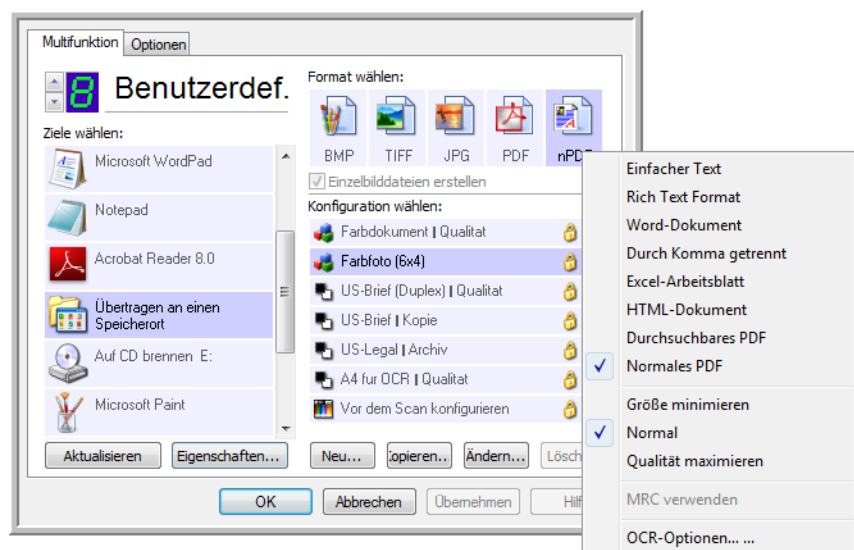 Multifunktion
Optionen
8
Benutzerdef.
Ziele wählen:
Microsoft WordPad
Notepad
Acrobat Reader 8.0
Übertragen an einen
Speicherort
Auf CD brennen E:
Microsoft Paint
Aktualisieren
Eigenschaften...
Format wählen:
BMP
TIFF
JPG
PDF
nPDF
Einzelbilddateien erstellen
Konfiguration wählen:
Farbdokument | Qualitat
Farbfoto (6x4)
US-Brief (Duplex) | Qualitat
US-Brief | Kopie
US-Legal | Archiv
A4 fur OCR | Qualitat
Vor dem Scan konfigurieren
Neu...
opieren...
Ändern...
Lösch
OK
Abbrechen
Übernehmen
Hilf
Einfacher Text
Rich Text Format
Word-Dokument
Durch Komma getrennt
Excel-Arbeitsblatt
HTML-Dokument
Durchsuchbares PDF
Normales PDF
Größe minimieren
Normal
Qualität maximieren
MRC verwenden
OCR-Optionen... ...